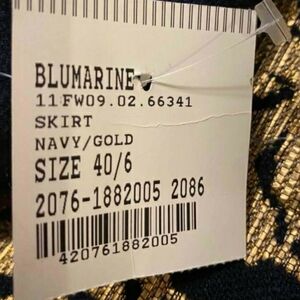 BLUMARINE
11FW09.02.66341
SKIRT
NAVY/GOLD
SIZE 40/6
2076-1882005 2086
420761882005